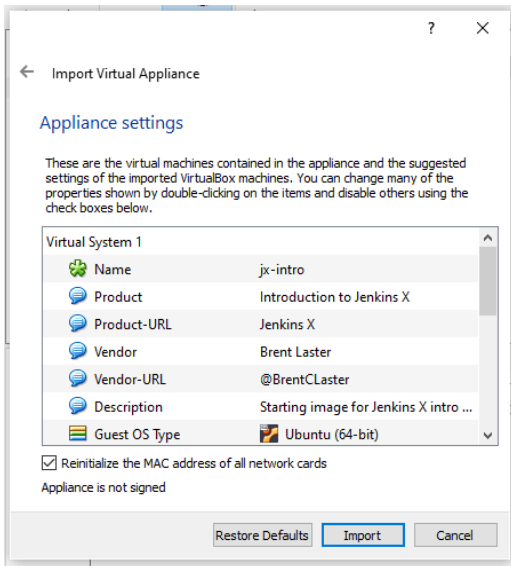 ?
Import Virtual Appliance
Appliance settings
These are the virtual machines contained in the appliance and the suggested
settings of the imported VirtualBox machines. You can change many of the
properties shown by double-clicking on the items and disable others using the
check boxes below.
Virtual System 1
Name jx-intro
Product Introduction to Jenkins X
Product-URL Jenkins X
Vendor Brent Laster
Vendor-URL @BrentCLaster
Description Starting image for Jenkins X intro ...
Guest OS Type Ubuntu (64-bit)
Reinitialize the MAC address of all network cards
Appliance is not signed
Restore Defaults Import Cancel